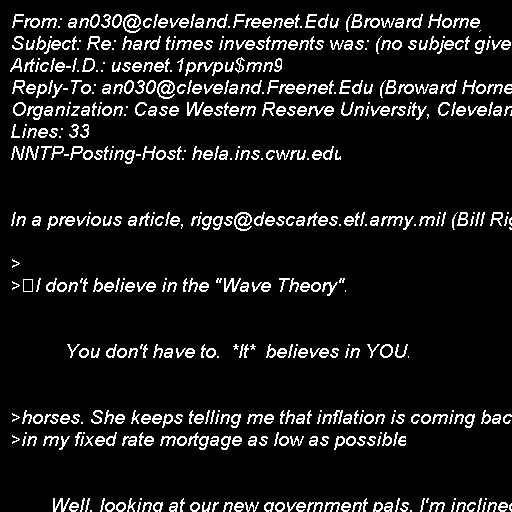 From: an030@cleveland.Freenet.Edu (Broward Horne
Subject: Re: hard times investments was: (no subject give
Article-I.D.: usenet.1prvpu$mn9
Reply-To: an030@cleveland.Freenet.Edu (Broward Horne
Organization: Case Western Reserve University, Clevelan
Lines: 33
NNTP-Posting-Host: hela.ins.cwru.edu
In a previous article, riggs@descartes.etl.army.mil (Bill Rig
>
>I don't believe in the "Wave Theory".
You don't have to. *It* believes in YOU.
>horses. She keeps telling me that inflation is coming bac
>in my fixed rate mortgage as low as possible
Well, looking at our new government pals, I'm incline